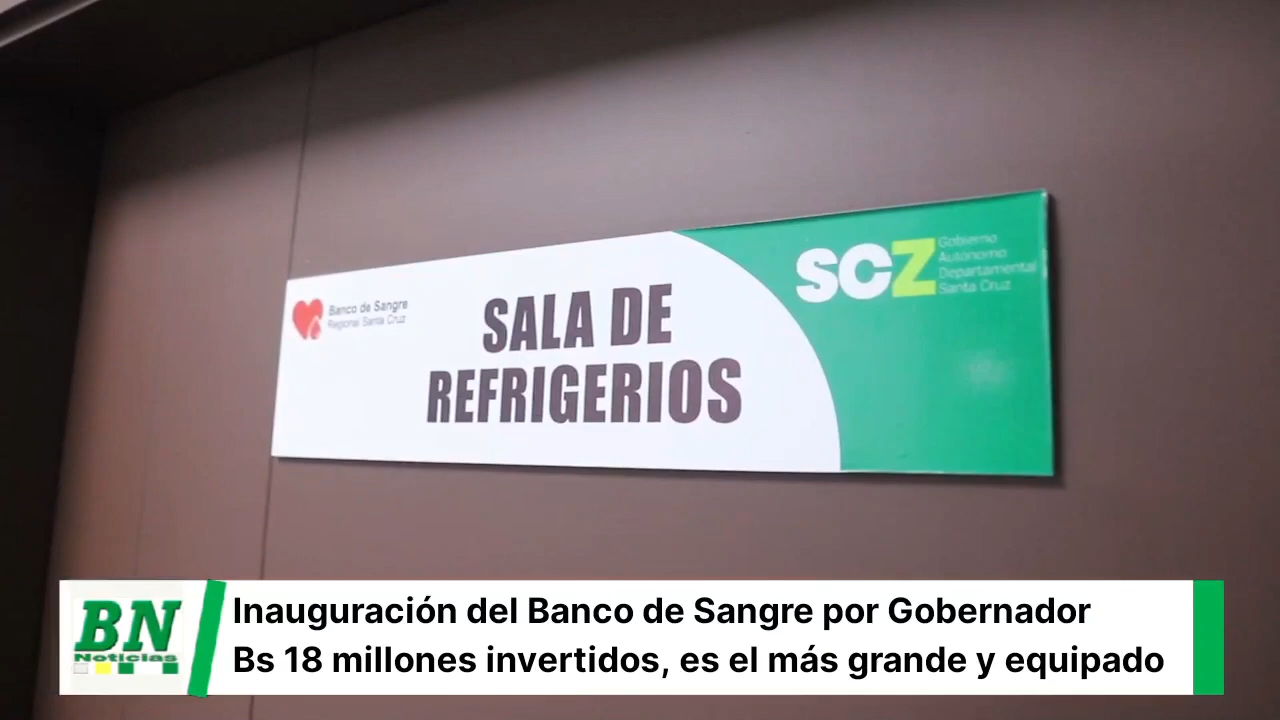 Banco de Sangre
Regional Santa Cruz
SALA DE
REFRIGERIOS
SCZ
Gobierno
Autónomo
Departamental
Santa Cruz
BN
Noticias
Inauguración del Banco de Sangre por Gobernador
Bs 18 millones invertidos, es el más grande y equipado